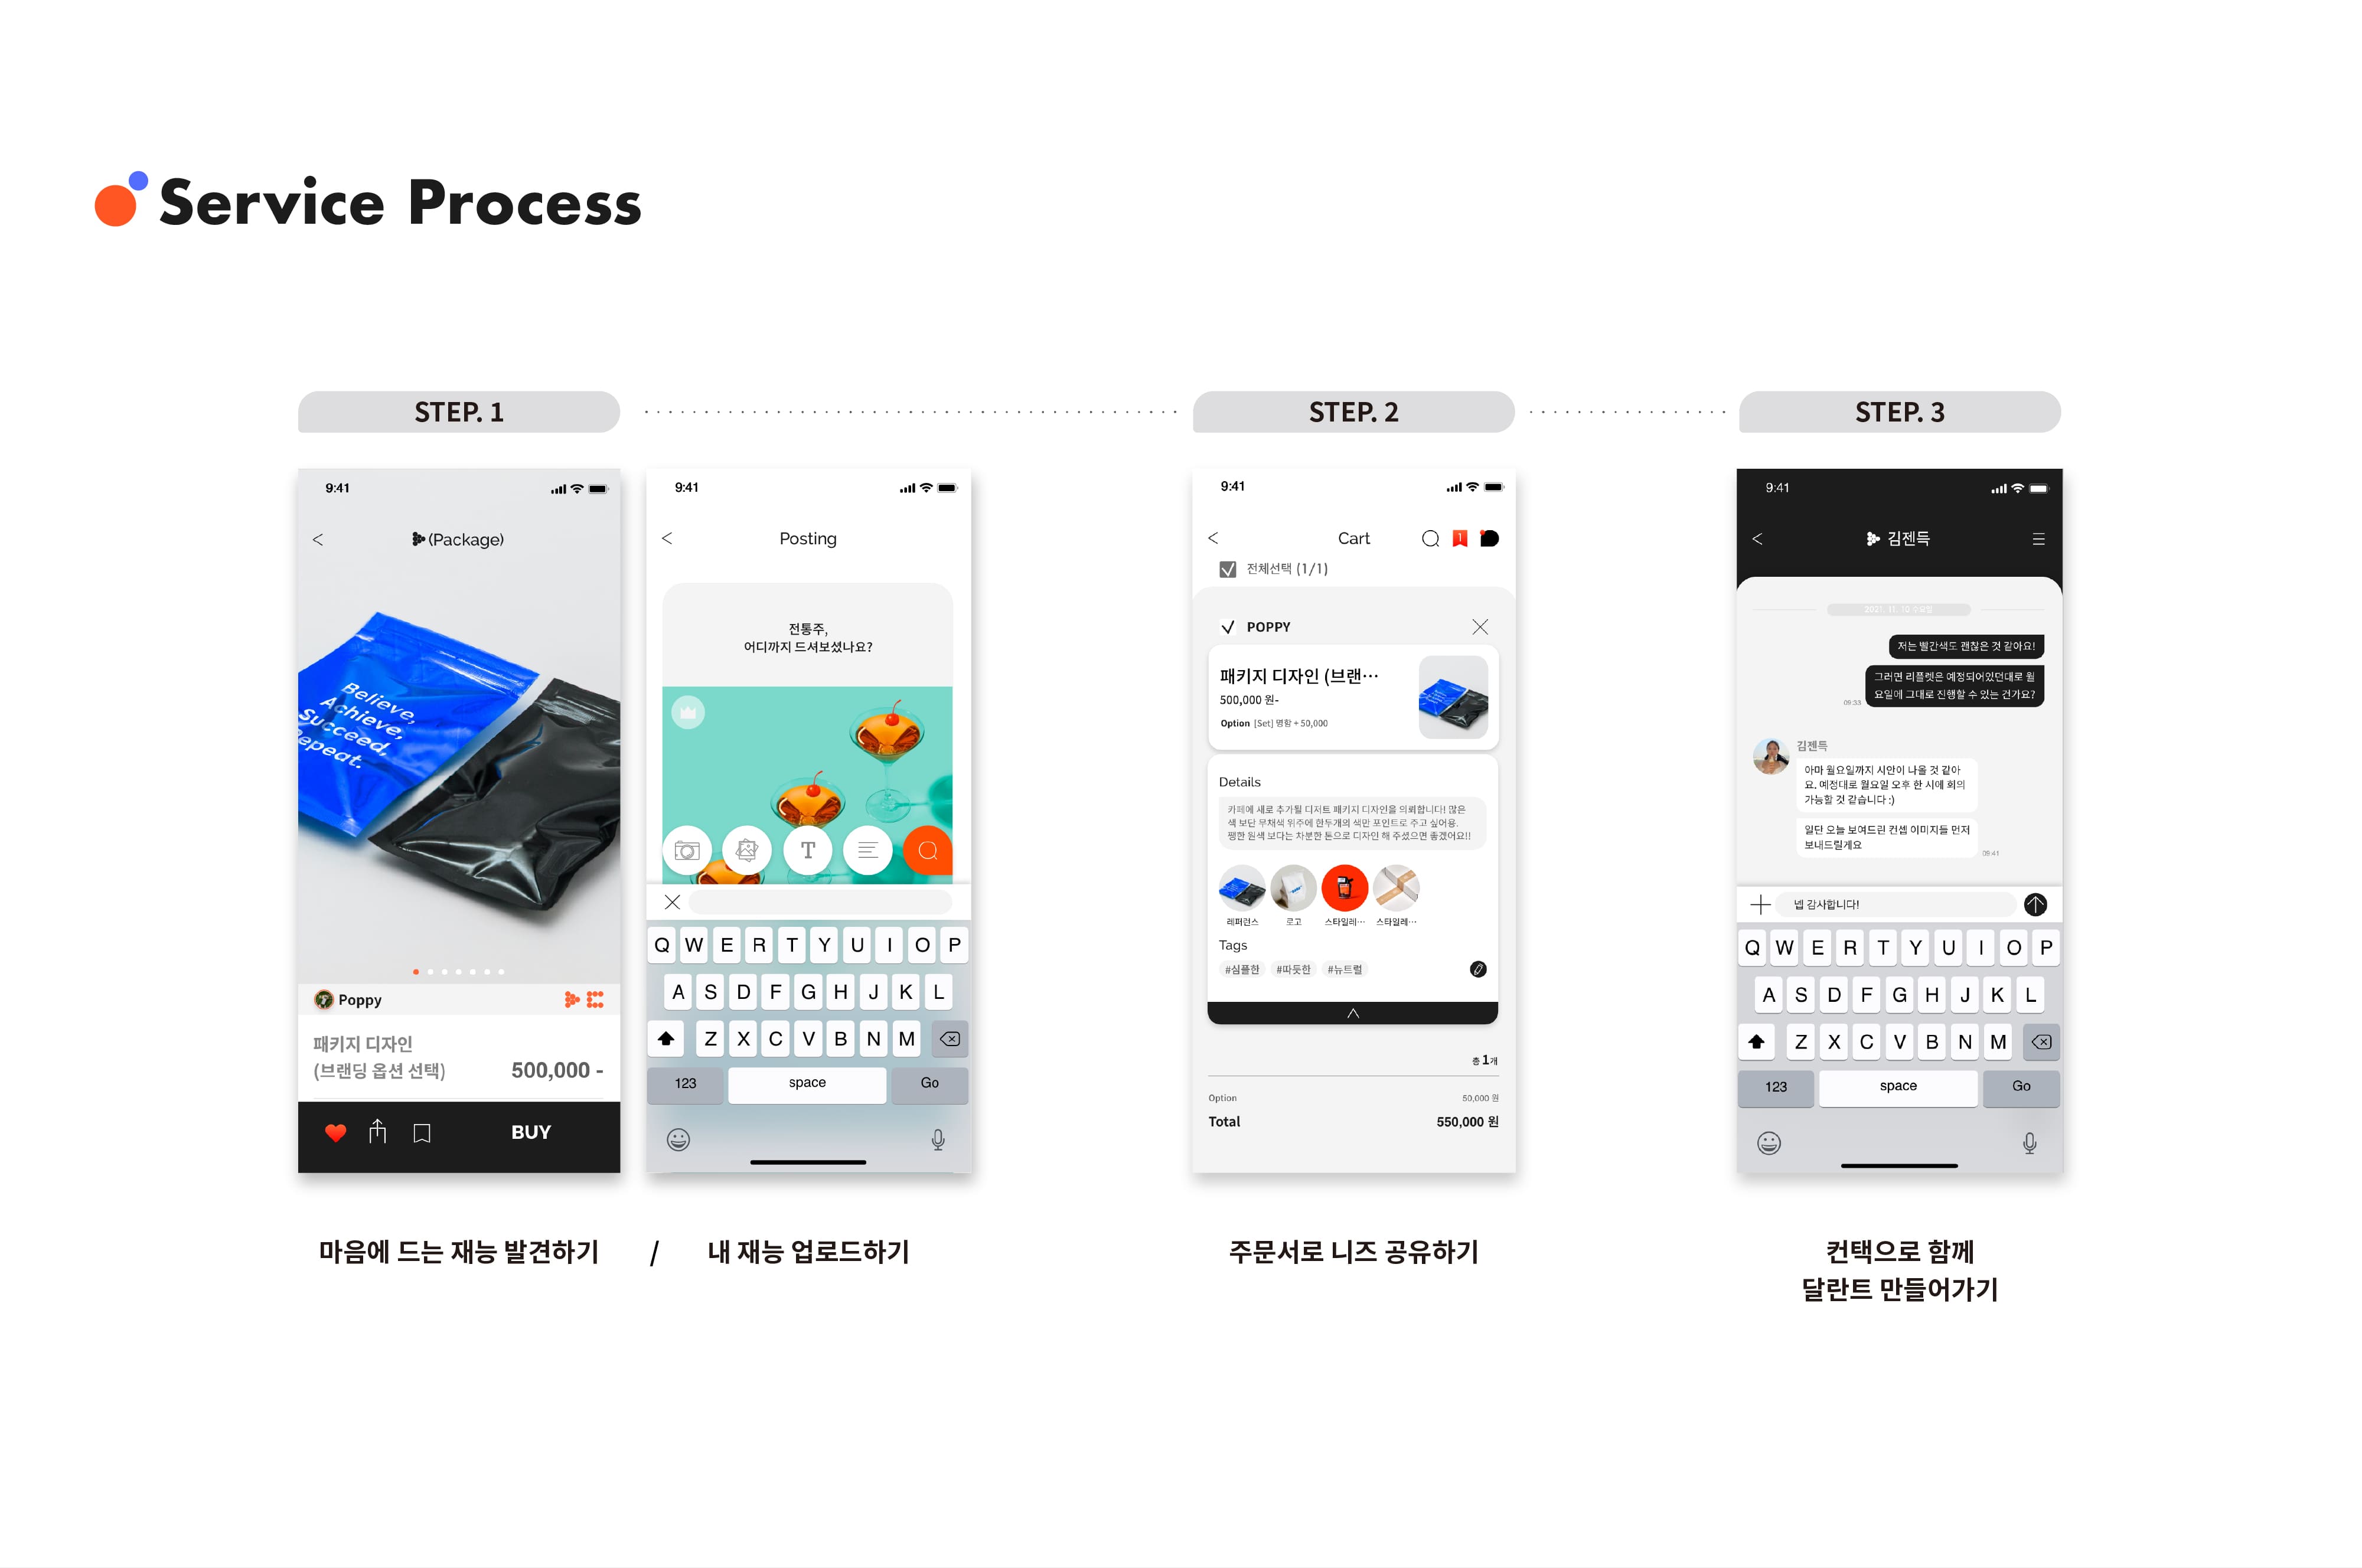 Service Process
STEP. 1
STEP. 2
STEP. 3
9:41
(Package)
Believe,
Achieve,
Succeed,
Repeat.
Poppy
패키지 디자인
(브랜딩 옵션 선택)
500,000 -
BUY
9:41
Posting
전통주,
어디까지 드셔보셨나요?
T
Q W E R T Y U I O P
A S D F G H J K L
Z X C V B N M
123 space Go
9:41
Cart
1
전체선택 (1/1)
POPPY
패키지 디자인 (브랜⋯
500,000 원-
Option [Set] 명함 + 50,000
Details
카페에 새로 추가될 디저트 패키지 디자인을 의뢰합니다! 많은
색 보단 무채색 위주에 한두개의 색만 포인트로 주고 싶어용.
쨍한 원색 보다는 차분한 톤으로 디자인 해 주셨으면 좋겠어요!!
레퍼런스 로고 스타일레⋯ 스타일레⋯
Tags
#심플한 #따듯한 #뉴트럴
총 1개
Option 50,000 원
Total 550,000 원
9:41
김젠득
2021. 11. 10 수요일
저는 빨간색도 괜찮은 것 같아요!
그러면 리플렛은 예정되어있던대로 월
요일에 그대로 진행할 수 있는 건가요?
09:33
김젠득
아마 월요일까지 시안이 나올 것 같아
요. 예정대로 월요일 오후 한 시에 회의
가능할 것 같습니다 :)
일단 오늘 보여드린 컨셉 이미지들 먼저
보내드릴게요
09:41
넵 감사합니다!
Q W E R T Y U I O P
A S D F G H J K L
Z X C V B N M
123 space Go
마음에 드는 재능 발견하기 / 내 재능 업로드하기
주문서로 니즈 공유하기
컨택으로 함께
달란트 만들어가기